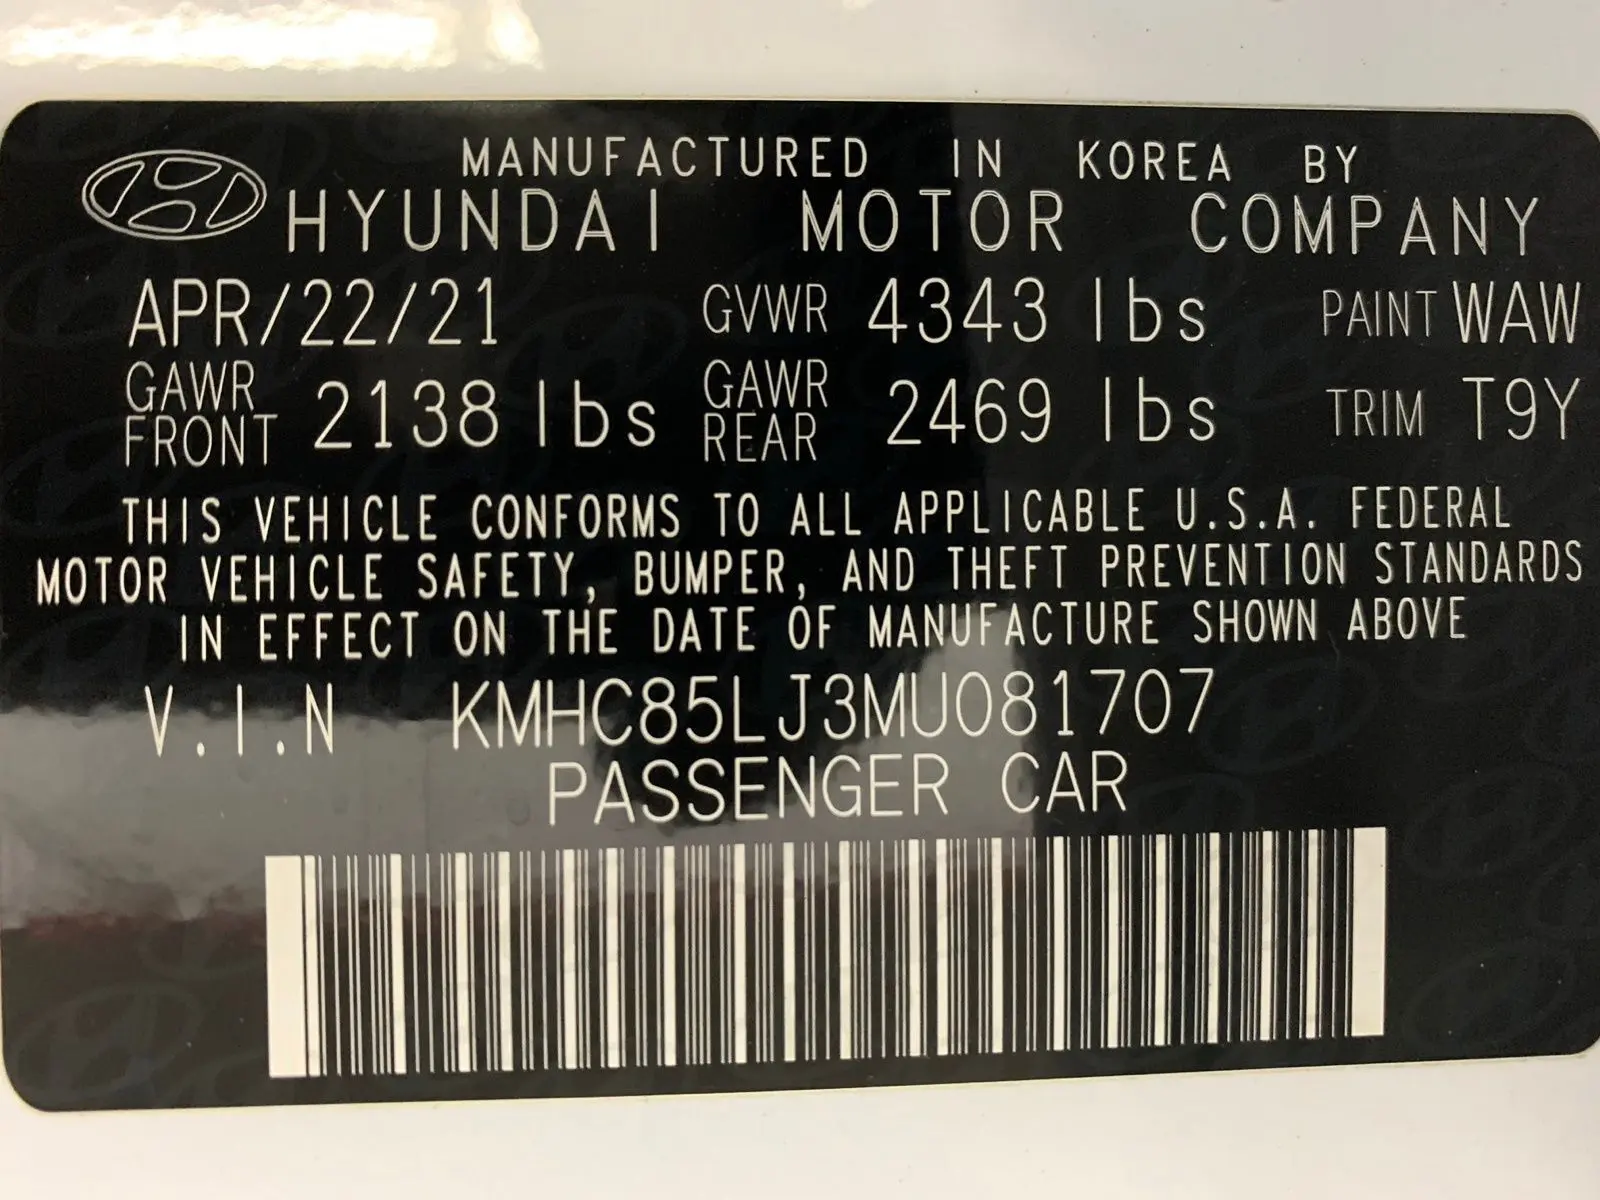 MANUFACTURED IN KOREA BY
HYUNDAI MOTOR COMPANY
APR/22/21 GVWR 4343 lbs PAINT WAW
GAWR FRONT 2138 lbs GAWR REAR 2469 lbs TRIM T9Y
THIS VEHICLE CONFORMS TO ALL APPLICABLE U.S.A. FEDERAL
MOTOR VEHICLE SAFETY, BUMPER, AND THEFT PREVENTION STANDARDS
IN EFFECT ON THE DATE OF MANUFACTURE SHOWN ABOVE
V.I.N KMHC85LJ3MU081707
PASSENGER CAR